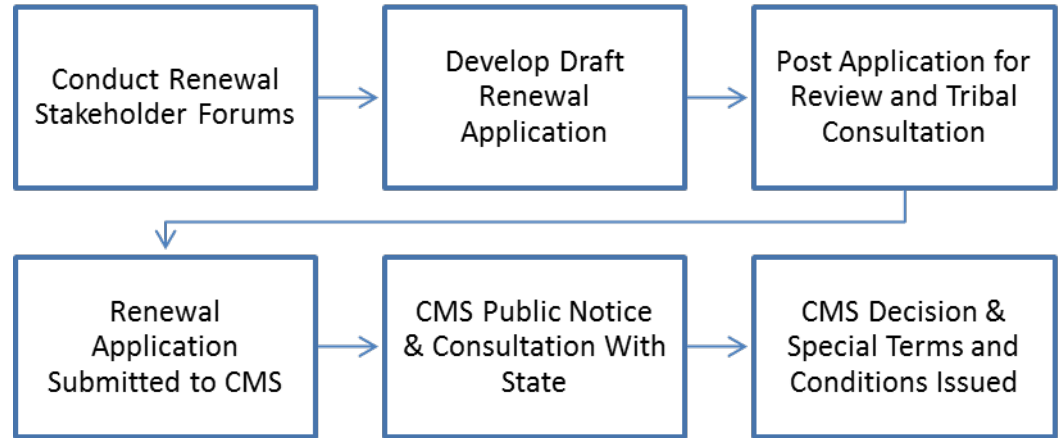 Conduct Renewal
Stakeholder Forums
Develop Draft
Renewal
Application
Post Application for
Review and Tribal
Consultation
Renewal
Application
Submitted to CMS
CMS Public Notice
& Consultation With
State
CMS Decision &
Special Terms and
Conditions Issued